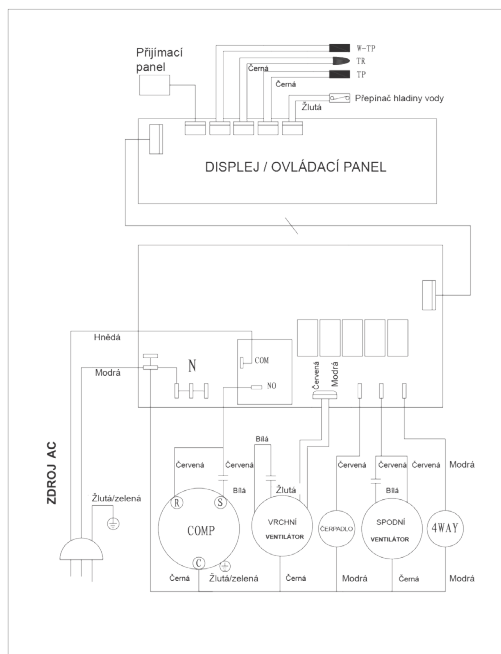 Přijímací
panel
W-TP
TR
Černá
TP
Černá
Přepínač hladiny vody
Žlutá
DISPLEJ / OVLÁDACÍ PANEL
Hnědá
Modrá
N
COM
NO
Červená
Modrá
ZDROJ AC
Žlutá/zelená
Červená
Červená
Bílá
Bílá
Žlutá
Červená
Červená
Bílá
Červená
Modrá
R
S
COMP
C
VRCHNÍ
VENTILÁTOR
ČERPADLO
SPODNÍ
VENTILÁTOR
4WAY
Černá
Žlutá/zelená
Černá
Modrá
Černá
Modrá